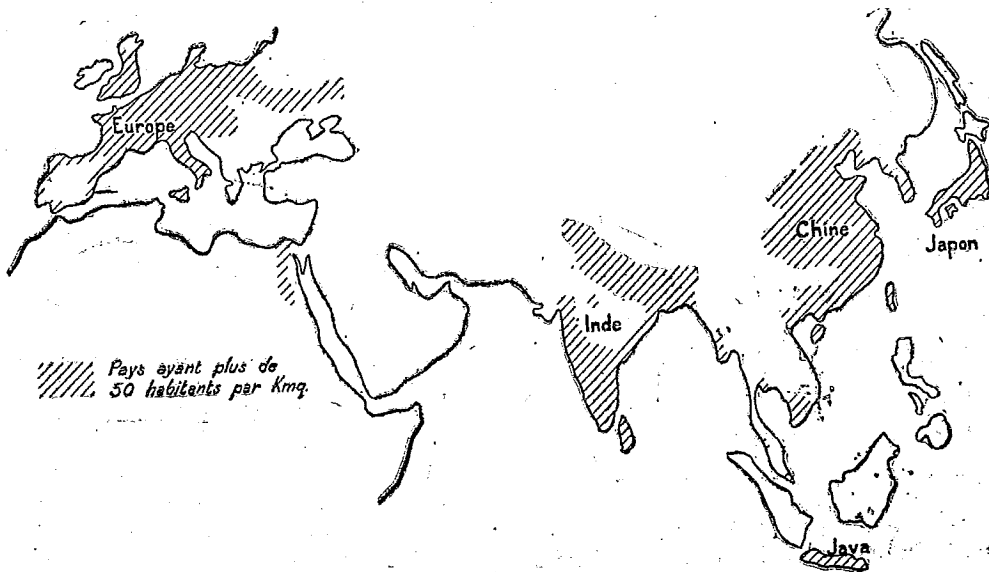 Europe
Chine
Japon
Inde
Pays ayant plus de
50 habitants par Kmq.
Java